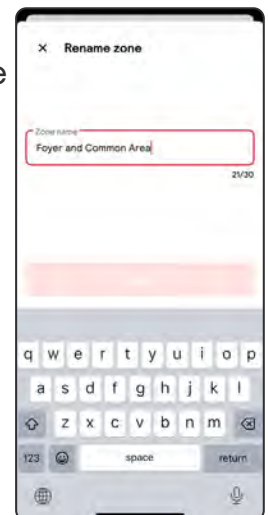 e
× Rename zone
Zone name
Foyer and Common Area
21/30
q w e r t y u i o p
a s d f g h j k l
z x c v b n m
123 space return